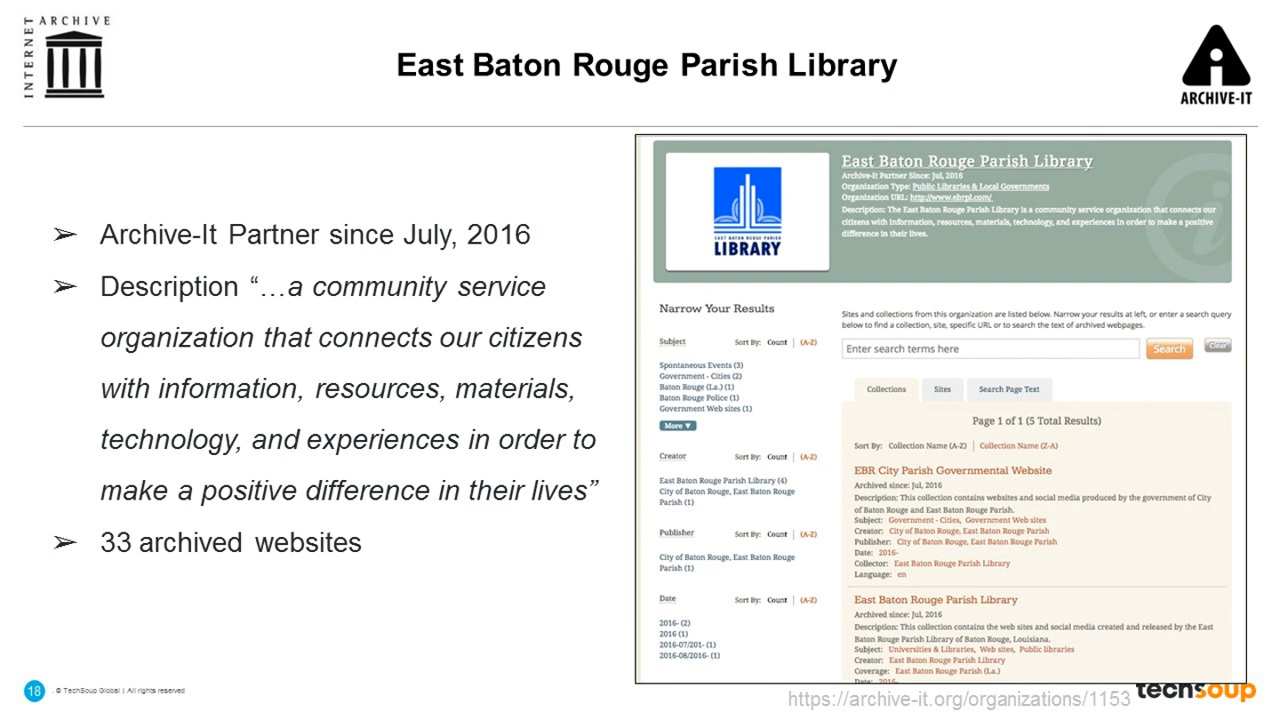 INTERNET ARCHIVE
East Baton Rouge Parish Library
ARCHIVE-IT
➢ Archive-It Partner since July, 2016
➢ Description “…a community service
organization that connects our citizens
with information, resources, materials,
technology, and experiences in order to
make a positive difference in their lives”
➢ 33 archived websites
EAST BATON ROUGE PARISH
LIBRARY
East Baton Rouge Parish Library
Archive-It Partner Since: Jul, 2016
Organization Type: Public Libraries & Local Governments
Organization URL: http://www.ebrpl.com/
Description: The East Baton Rouge Parish Library is a community service organization that connects our
citizens with information, resources, materials, technology, and experiences in order to make a positive
difference in their lives.
Narrow Your Results
Subject Sort By: Count | (A-Z)
Spontaneous Events (3)
Government - Cities (2)
Baton Rouge (La.) (1)
Baton Rouge Police (1)
Government Web sites (1)
More ▼
Creator Sort By: Count | (A-Z)
East Baton Rouge Parish Library (4)
City of Baton Rouge, East Baton Rouge
Parish (1)
Publisher Sort By: Count | (A-Z)
City of Baton Rouge, East Baton Rouge
Parish (1)
Date Sort By: Count | (A-Z)
2016- (2)
2016 (1)
2016-07/201- (1)
2016-08/2016- (1)
Sites and collections from this organization are listed below. Narrow your results at left, or enter a search query
below to find a collection, site, specific URL or to search the text of archived webpages.
Enter search terms here Search Clear
Collections Sites Search Page Text
Page 1 of 1 (5 Total Results)
Sort By: Collection Name (A-Z) | Collection Name (Z-A)
EBR City Parish Governmental Website
Archived since: Jul, 2016
Description: This collection contains websites and social media produced by the government of City
of Baton Rouge and East Baton Rouge Parish.
Subject: Government - Cities, Government Web sites
Creator: City of Baton Rouge, East Baton Rouge Parish
Publisher: City of Baton Rouge, East Baton Rouge Parish
Date: 2016-
Collector: East Baton Rouge Parish Library
Language: en
East Baton Rouge Parish Library
Archived since: Jul, 2016
Description: This collection contains the web sites and social media created and released by the East
Baton Rouge Parish Library of Baton Rouge, Louisiana.
Subject: Universities & Libraries, Web sites, Public libraries
Creator: East Baton Rouge Parish Library
Coverage: East Baton Rouge Parish (La.)
Date: 2016-
18 . © TechSoup Global | All rights reserved
https://archive-it.org/organizations/1153
techsoup